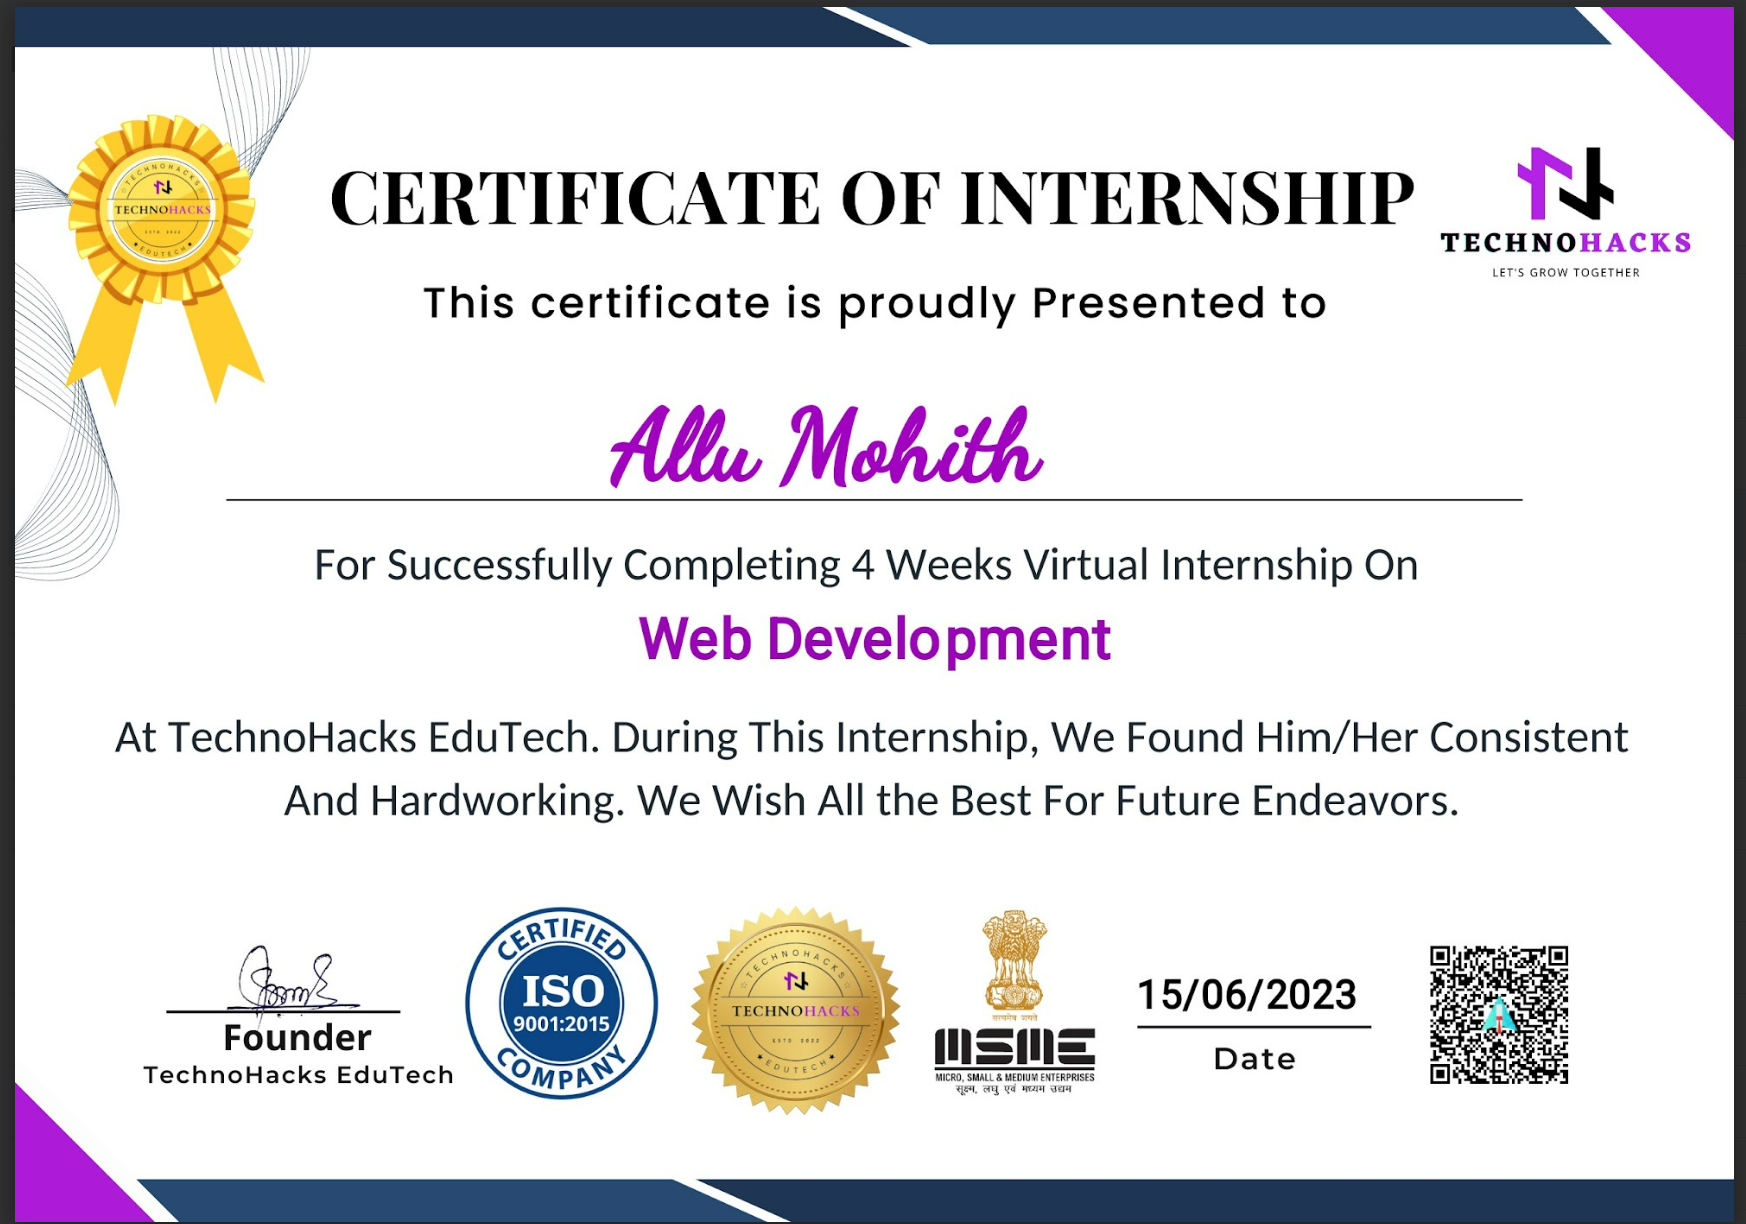 CERTIFICATE OF INTERNSHIP
TECHNOHACKS
LET'S GROW TOGETHER
TECHNOHACKS
TECHNOHACKS
ESTD. 2022
EDUTECH
This certificate is proudly Presented to
Allu Mohith
For Successfully Completing 4 Weeks Virtual Internship On
Web Development
At TechnoHacks EduTech. During This Internship, We Found Him/Her Consistent
And Hardworking. We Wish All the Best For Future Endeavors.
Founder
TechnoHacks EduTech
CERTIFIED
ISO
9001:2015
COMPANY
TECHNOHACKS
TECHNOHACKS
ESTD. 2022
EDUTECH
सत्यमेव जयते
MSME
MICRO, SMALL & MEDIUM ENTERPRISES
सूक्ष्म, लघु एवं मध्यम उद्यम
15/06/2023
Date